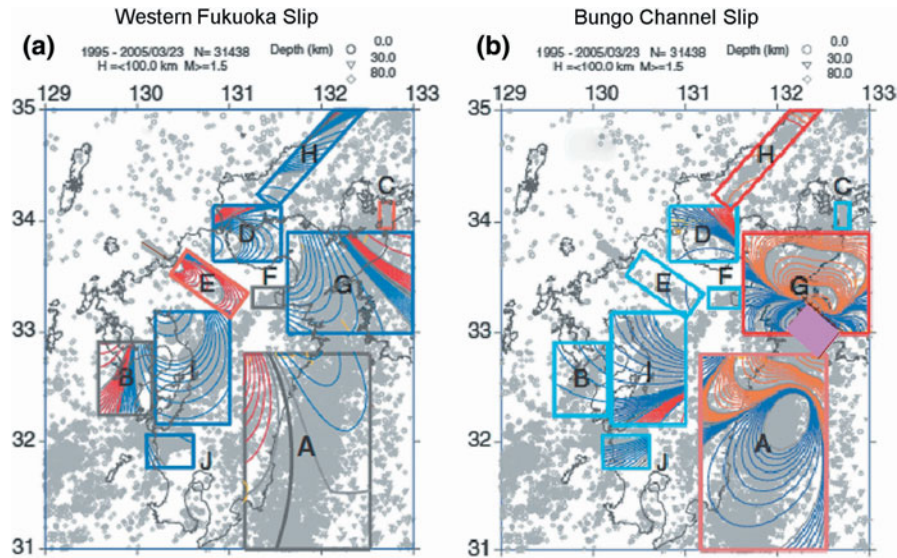 Western Fukuoka Slip
(a)
1995 - 2005/03/23 N= 31438
H =<100.0 km M>=1.5
Depth (km)
0.0
30.0
80.0
129 130 131 132 133
35
34
33
32
31
H
C
D
E
F
G
B
I
J
A
Bungo Channel Slip
(b)
1995 - 2005/03/23 N= 31438
H =<100.0 km M>=1.5
Depth (km)
0.0
30.0
80.0
129 130 131 132 133
35
34
33
32
31
H
C
D
E
F
G
B
I
J
A